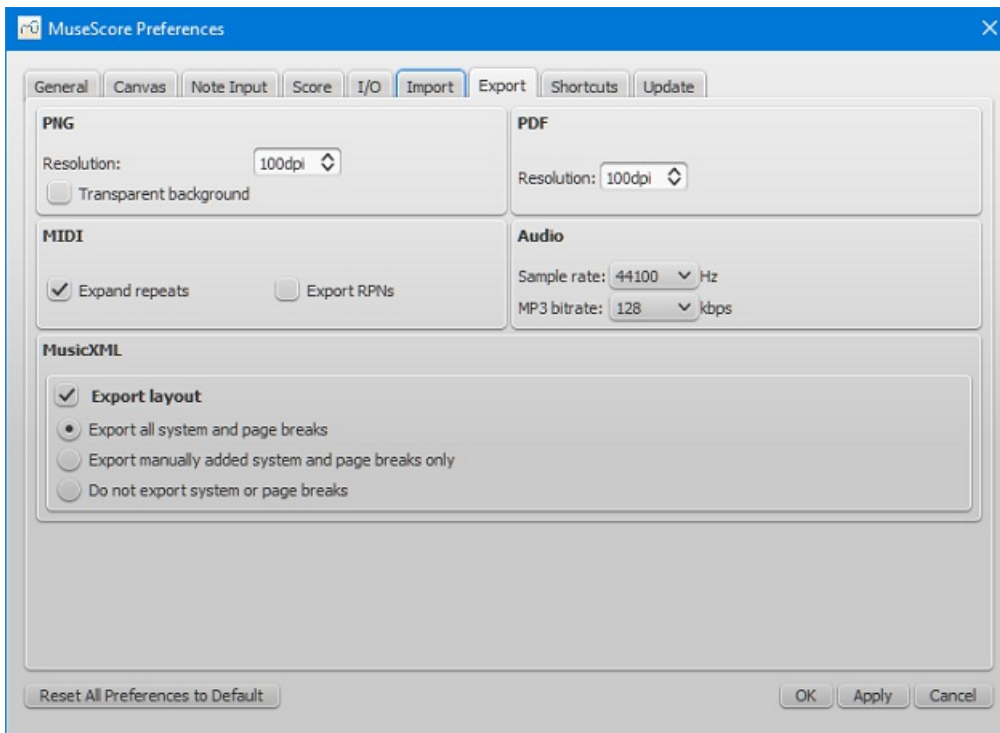 MuseScore Preferences
General Canvas Note Input Score I/O Import Export Shortcuts Update
PNG
Resolution: 100dpi
Transparent background
PDF
Resolution: 100dpi
MIDI
Expand repeats Export RPNs
Audio
Sample rate: 44100 Hz
MP3 bitrate: 128 kbps
MusicXML
Export layout
Export all system and page breaks
Export manually added system and page breaks only
Do not export system or page breaks
Reset All Preferences to Default OK Apply Cancel